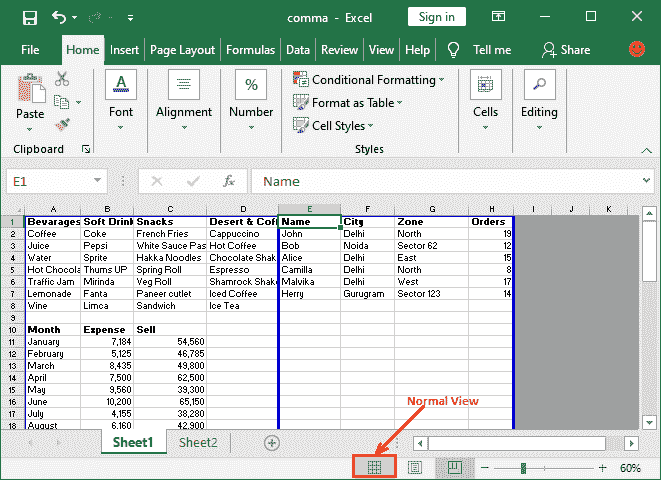 comma - Excel
Sign in
File Home Insert Page Layout Formulas Data Review View Help Tell me Share
Paste
Font
Alignment
%
Number
Conditional Formatting
Format as Table
Cell Styles
Cells
Editing
Clipboard
Styles
E1 fx Name
A B C D E F G H I J K
1 Bevarages Soft Drink Snacks Desert & Coff Name City Zone Orders
2 Coffee Coke French Fries Cappuccino John Delhi North 19
3 Juice Pepsi White Sauce Pas Hot Coffee Bob Noida Sector 62 12
4 Water Sprite Hakka Noodles Chocolate Shak Alice Delhi East 15
5 Hot Chocola Thums UP Spring Roll Espresso Camilla Delhi North 8
6 Traffic Jam Mirinda Veg Roll Shamrock Shake Malvika Delhi West 17
7 Lemonade Fanta Paneer cutlet Iced Coffee Herry Gurugram Sector 123 14
8 Wine Limca Sandwich Ice Tea
9
10 Month Expense Sell
11 January 7,184 54,560
12 February 5,125 46,785
13 March 8,435 49,800
14 April 7,500 62,500
15 May 9,560 39,300
16 June 10,200 65,150
17 July 4,155 38,280
18 August 6,160 42,900
Normal View
Sheet1 Sheet2
60%